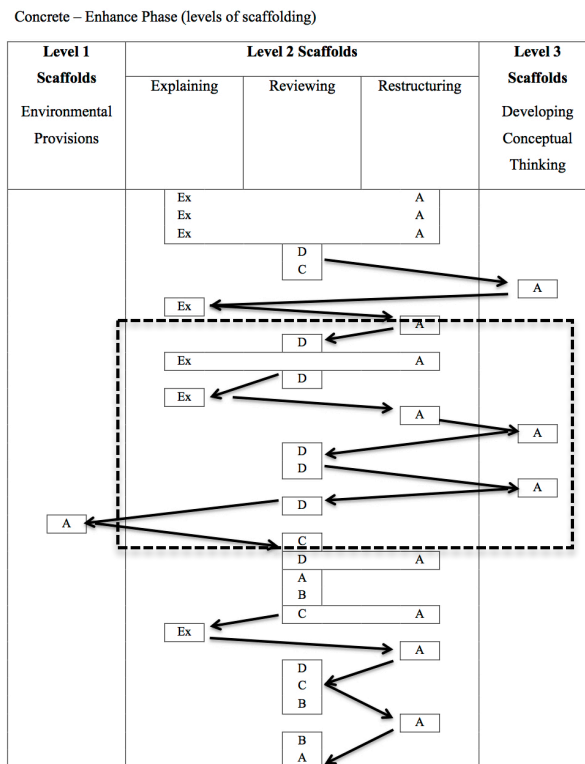 Concrete – Enhance Phase (levels of scaffolding)
Level 1 Scaffolds
Environmental Provisions
Level 2 Scaffolds
Explaining
Reviewing
Restructuring
Level 3 Scaffolds
Developing Conceptual Thinking
Ex A
Ex A
Ex A
D
C
A
Ex
A
D
Ex A
D
Ex
A
A
D
D
A
D
A
C
D A
A
B
C A
Ex
A
D
C
B
A
B
A